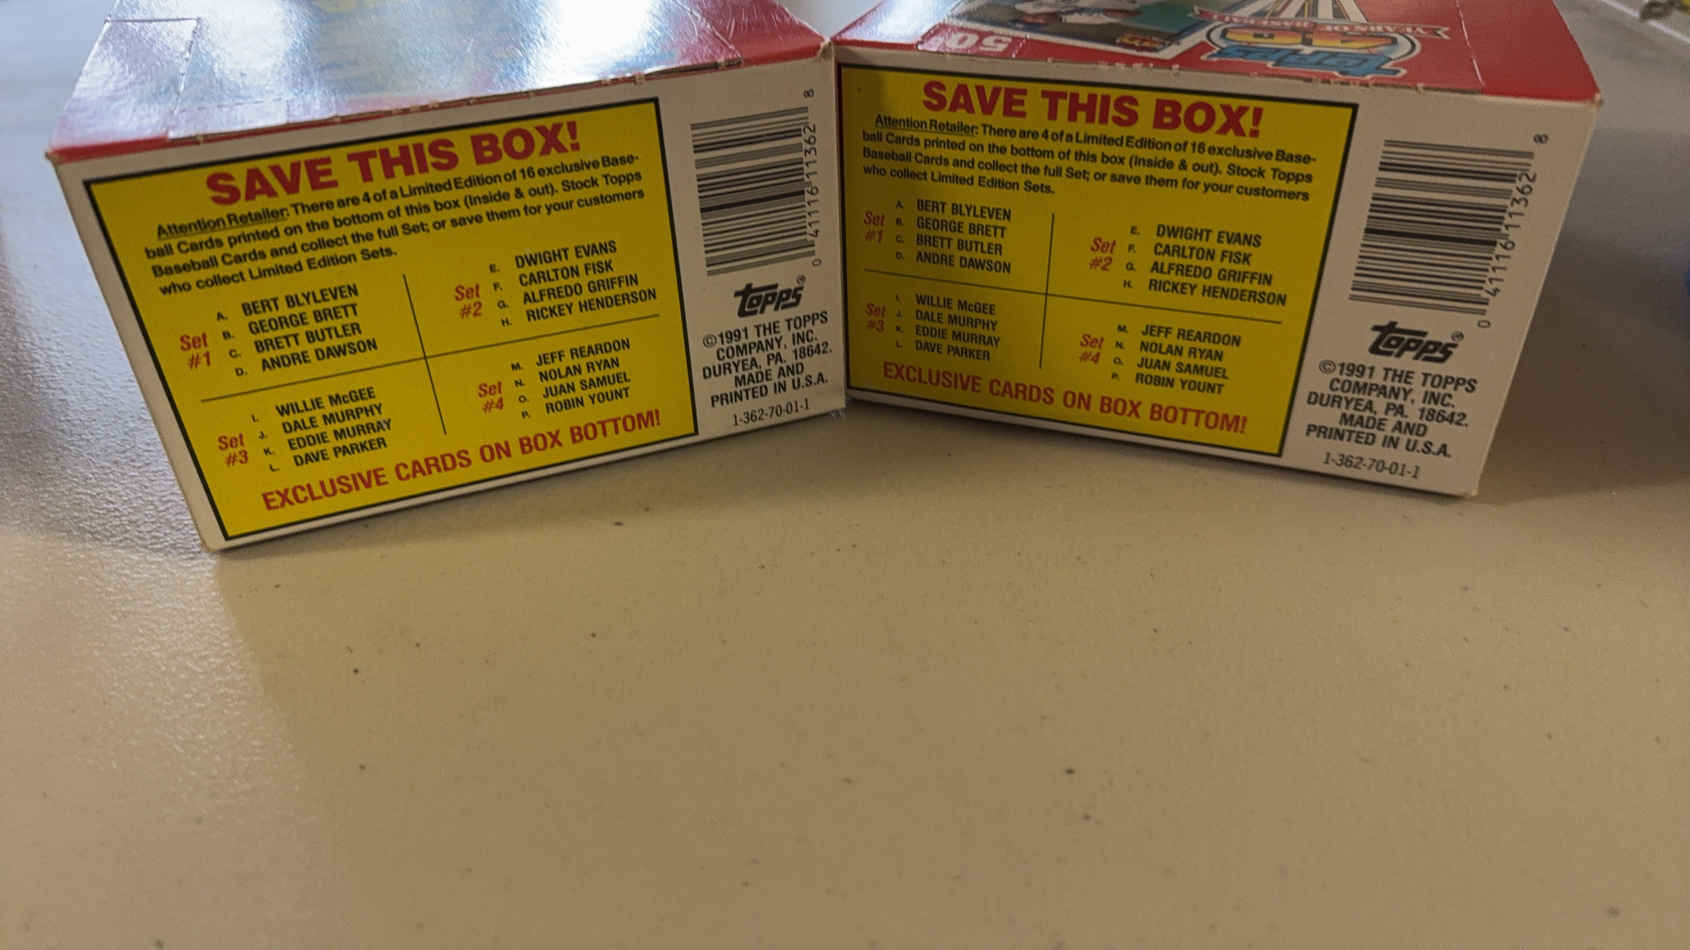 SAVE THIS BOX!
Attention Retailer: There are 4 of a Limited Edition of 16 exclusive Base-
ball Cards printed on the bottom of this box (Inside & out). Stock Topps
Baseball Cards and collect the full Set; or save them for your customers
who collect Limited Edition Sets.
Set #1
A. BERT BLYLEVEN
B. GEORGE BRETT
C. BRETT BUTLER
D. ANDRE DAWSON
Set #2
E. DWIGHT EVANS
F. CARLTON FISK
G. ALFREDO GRIFFIN
H. RICKEY HENDERSON
Set #3
I. WILLIE McGEE
J. DALE MURPHY
K. EDDIE MURRAY
L. DAVE PARKER
Set #4
M. JEFF REARDON
N. NOLAN RYAN
O. JUAN SAMUEL
P. ROBIN YOUNT
EXCLUSIVE CARDS ON BOX BOTTOM!
0 41116 11362 8
topps®
©1991 THE TOPPS
COMPANY, INC.
DURYEA, PA. 18642.
MADE AND
PRINTED IN U.S.A.
1-362-70-01-1
50
TOPPS
40
YEARS OF BASEBALL
SAVE THIS BOX!
Attention Retailer: There are 4 of a Limited Edition of 16 exclusive Base-
ball Cards printed on the bottom of this box (Inside & out). Stock Topps
Baseball Cards and collect the full Set; or save them for your customers
who collect Limited Edition Sets.
Set #1
A. BERT BLYLEVEN
B. GEORGE BRETT
C. BRETT BUTLER
D. ANDRE DAWSON
Set #2
E. DWIGHT EVANS
F. CARLTON FISK
G. ALFREDO GRIFFIN
H. RICKEY HENDERSON
Set #3
I. WILLIE McGEE
J. DALE MURPHY
K. EDDIE MURRAY
L. DAVE PARKER
Set #4
M. JEFF REARDON
N. NOLAN RYAN
O. JUAN SAMUEL
P. ROBIN YOUNT
EXCLUSIVE CARDS ON BOX BOTTOM!
0 41116 11362 8
topps®
©1991 THE TOPPS
COMPANY, INC.
DURYEA, PA. 18642.
MADE AND
PRINTED IN U.S.A.
1-362-70-01-1